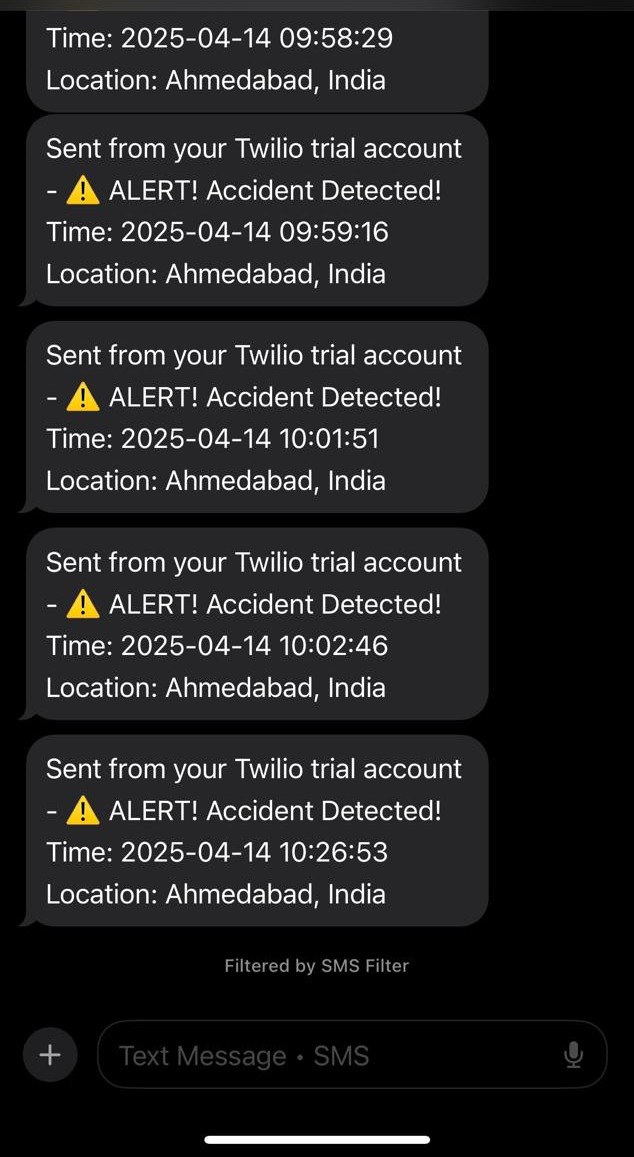 Time: 2025-04-14 09:58:29
Location: Ahmedabad, India
Sent from your Twilio trial account
- ⚠️ ALERT! Accident Detected!
Time: 2025-04-14 09:59:16
Location: Ahmedabad, India
Sent from your Twilio trial account
- ⚠️ ALERT! Accident Detected!
Time: 2025-04-14 10:01:51
Location: Ahmedabad, India
Sent from your Twilio trial account
- ⚠️ ALERT! Accident Detected!
Time: 2025-04-14 10:02:46
Location: Ahmedabad, India
Sent from your Twilio trial account
- ⚠️ ALERT! Accident Detected!
Time: 2025-04-14 10:26:53
Location: Ahmedabad, India
Filtered by SMS Filter
Text Message • SMS